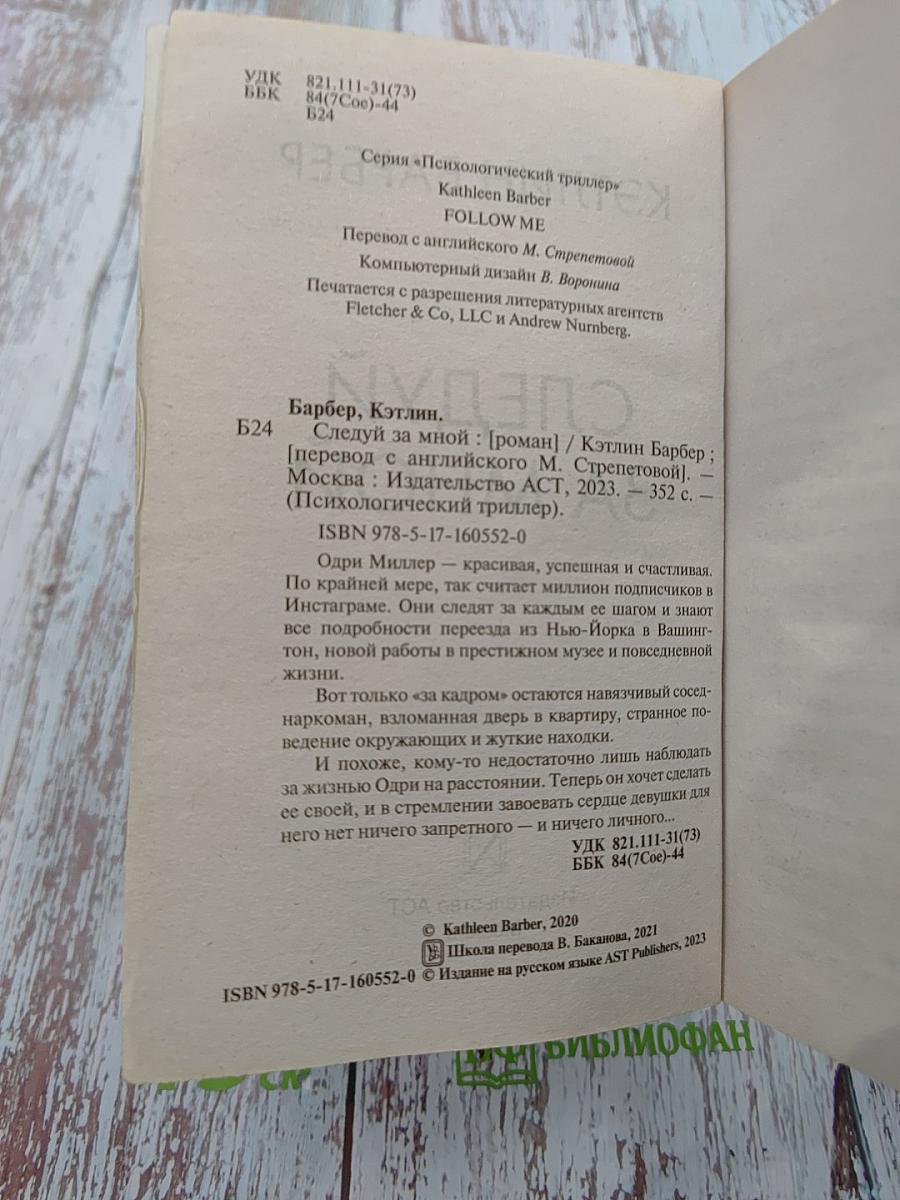 УДК 821.111-31(73)
ББК 84(7Сое)-44
Б24
Серия «Психологический триллер»
Kathleen Barber
FOLLOW ME
Перевод с английского М. Стрепетовой
Компьютерный дизайн В. Воронина
Печатается с разрешения литературных агентств
Fletcher & Co, LLC и Andrew Nurnberg.
Барбер, Кэтлин.
Б24 Следуй за мной : [роман] / Кэтлин Барбер ;
[перевод с английского М. Стрепетовой]. —
Москва : Издательство АСТ, 2023. — 352 с. —
(Психологический триллер).
ISBN 978-5-17-160552-0
Одри Миллер — красивая, успешная и счастливая.
По крайней мере, так считает миллион подписчиков в
Инстаграме. Они следят за каждым ее шагом и знают
все подробности переезда из Нью-Йорка в Вашинг-
тон, новой работы в престижном музее и повседневной
жизни.
Вот только «за кадром» остаются навязчивый сосед-
наркоман, взломанная дверь в квартиру, странное по-
ведение окружающих и жуткие находки.
И похоже, кому-то недостаточно лишь наблюдать
за жизнью Одри на расстоянии. Теперь он хочет сделать
ее своей, и в стремлении завоевать сердце девушки для
него нет ничего запретного — и ничего личного...
УДК 821.111-31(73)
ББК 84(7Сое)-44
© Kathleen Barber, 2020
Школа перевода В. Баканова, 2021
ISBN 978-5-17-160552-0 © Издание на русском языке AST Publishers, 2023
БИБЛИОФАН